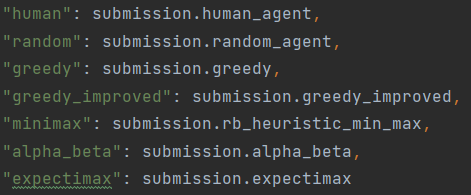 "human": submission.human_agent,
"random": submission.random_agent,
"greedy": submission.greedy,
"greedy_improved": submission.greedy_improved,
"minimax": submission.rb_heuristic_min_max,
"alpha_beta": submission.alpha_beta,
"expectimax": submission.expectimax